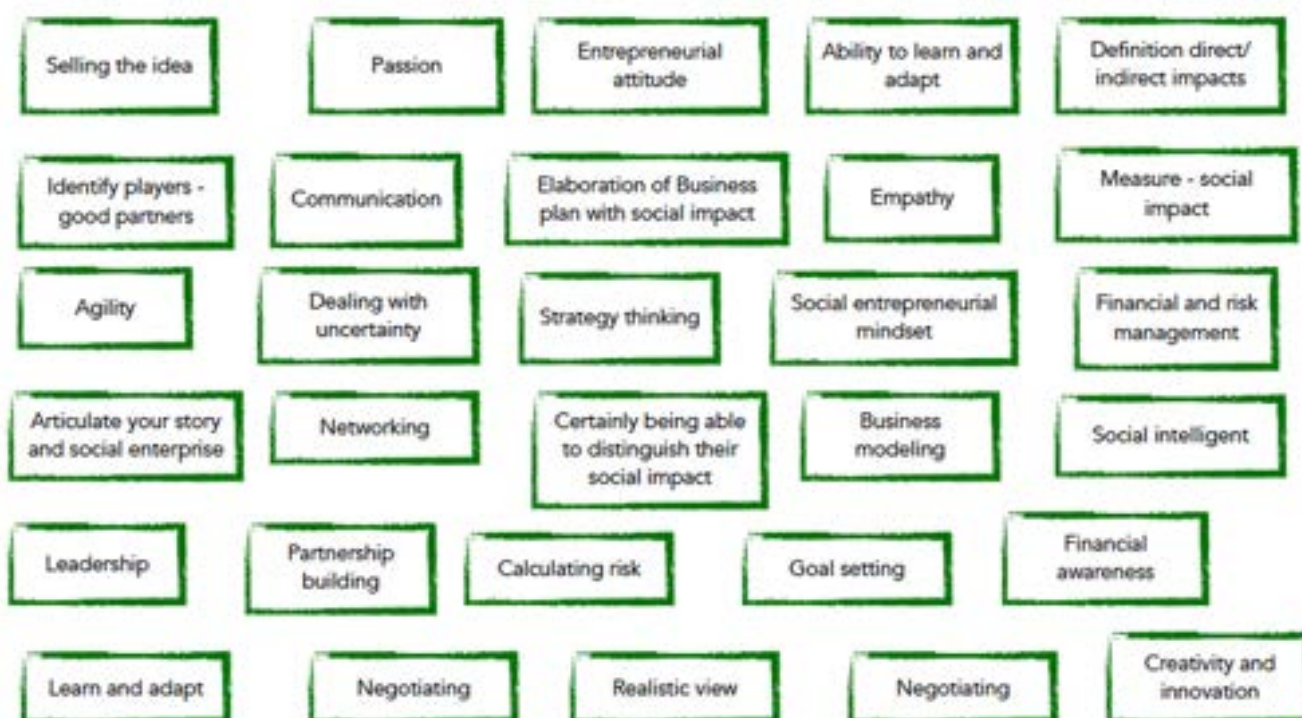 Selling the idea
Passion
Entrepreneurial
attitude
Ability to learn and
adapt
Definition direct/
indirect impacts
Identify players -
good partners
Communication
Elaboration of Business
plan with social impact
Empathy
Measure - social
impact
Agility
Dealing with
uncertainty
Strategy thinking
Social entrepreneurial
mindset
Financial and risk
management
Articulate your story
and social enterprise
Networking
Certainly being able
to distinguish their
social impact
Business
modeling
Social intelligent
Leadership
Partnership
building
Calculating risk
Goal setting
Financial
awareness
Learn and adapt
Negotiating
Realistic view
Negotiating
Creativity and
innovation